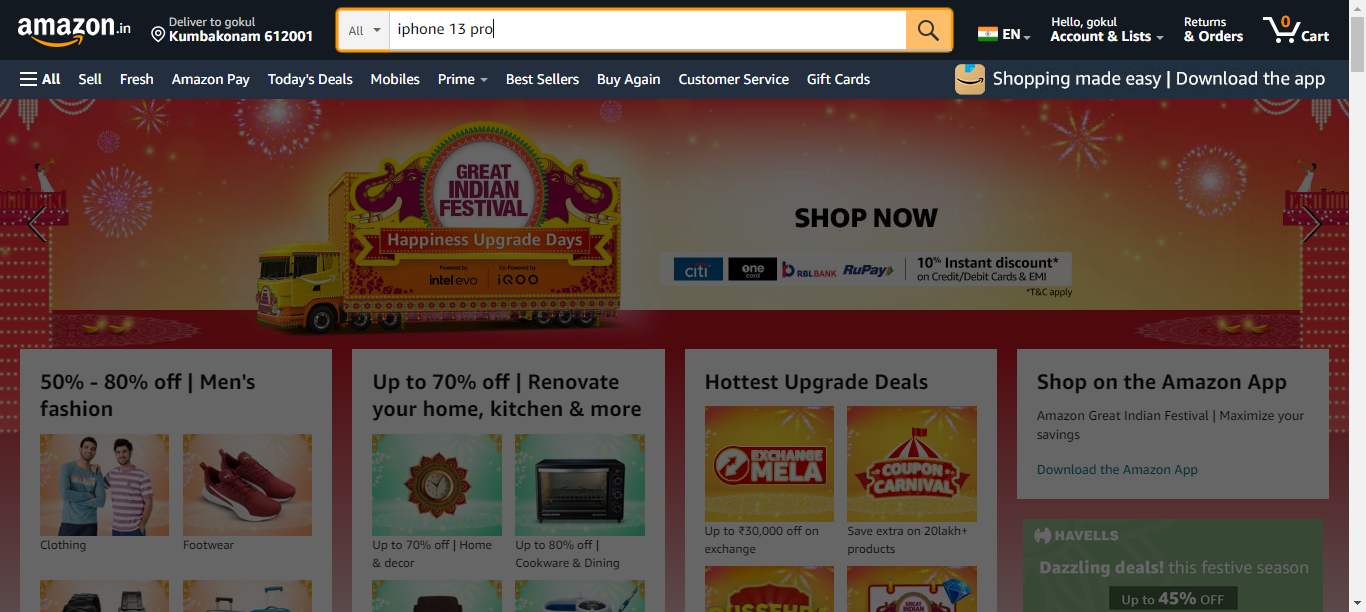 amazon.in
Deliver to gokul
Kumbakonam 612001
All
iphone 13 pro
EN
Hello, gokul
Account & Lists
Returns
& Orders
0
Cart
All
Sell
Fresh
Amazon Pay
Today's Deals
Mobiles
Prime
Best Sellers
Buy Again
Customer Service
Gift Cards
Shopping made easy | Download the app
GREAT
INDIAN
FESTIVAL
Happiness Upgrade Days
Powered by
intel evo
Co-Powered by
iQOO
SHOP NOW
citi
one
card
RBLBANK
RuPay
10% Instant discount*
on Credit/Debit Cards & EMI
*T&C apply
50% - 80% off | Men's
fashion
Clothing
Footwear
Up to 70% off | Renovate
your home, kitchen & more
Up to 70% off | Home
& decor
Up to 80% off |
Cookware & Dining
Hottest Upgrade Deals
EXCHANGE
MELA
Up to ₹30,000 off on
exchange
COUPON
CARNIVAL
Save extra on 20lakh+
products
GREAT
INDIAN
Shop on the Amazon App
Amazon Great Indian Festival | Maximize your
savings
Download the Amazon App
HAVELLS
Dazzling deals! this festive season
Up to 45% OFF